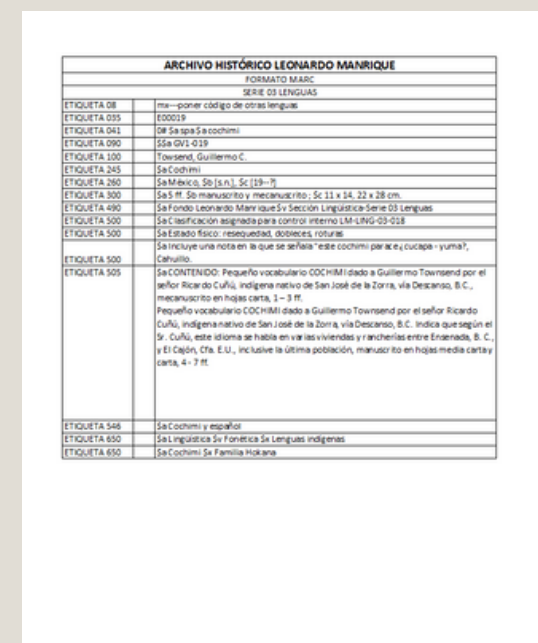 ARCHIVO HISTÓRICO LEONARDO MANRIQUE
FORMATO MARC
SERIE 03 LENGUAS
ETIQUETA 08 mx---poner código de otras lenguas
ETIQUETA 035 E00019
ETIQUETA 041 0# $aspa $acochimi
ETIQUETA 090 $$a GV1-019
ETIQUETA 100 Towsend, Guillermo C.
ETIQUETA 245 $aCochimi
ETIQUETA 260 $aMéxico, $b [s.n.], $c [19--?]
ETIQUETA 300 $a 5 ff. $b manuscrito y mecanuscrito ; $c 11 x 14, 22 x 28 cm.
ETIQUETA 490 $a Fondo Leonardo Manrique $v Sección Lingüística-Serie 03 Lenguas
ETIQUETA 500 $a Clasificación asignada para control interno LM-LING-03-018
ETIQUETA 500 $a Estado físico: resequedad, dobleces, roturas
$a Incluye una nota en la que se señala "este cochimi parace ¿cucapa - yuma?,
ETIQUETA 500 Cahuillo.
ETIQUETA 505 $a CONTENIDO: Pequeño vocabulario COCHIMI dado a Guillermo Townsend por el
señor Ricardo Cuñú, indígena nativo de San José de la Zorra, vía Descanso, B.C.,
mecanuscrito en hojas carta, 1 – 3 ff.
Pequeño vocabulario COCHIMI dado a Guillermo Townsend por el señor Ricardo
Cuñú, indígena nativo de San José de la Zorra, vía Descanso, B.C. Indica que según el
Sr. Cuñú, este idioma se habla en varias viviendas y rancherías entre Ensenada, B. C.,
y El Cajón, Cfa. E.U., inclusive la última población, manuscrito en hojas media carta y
carta, 4 - 7 ff.
ETIQUETA 546 $a Cochimi y español
ETIQUETA 650 $a Lingüística $v Fonética $x Lenguas indígenas
ETIQUETA 650 $a Cochimi $x Familia Hokana